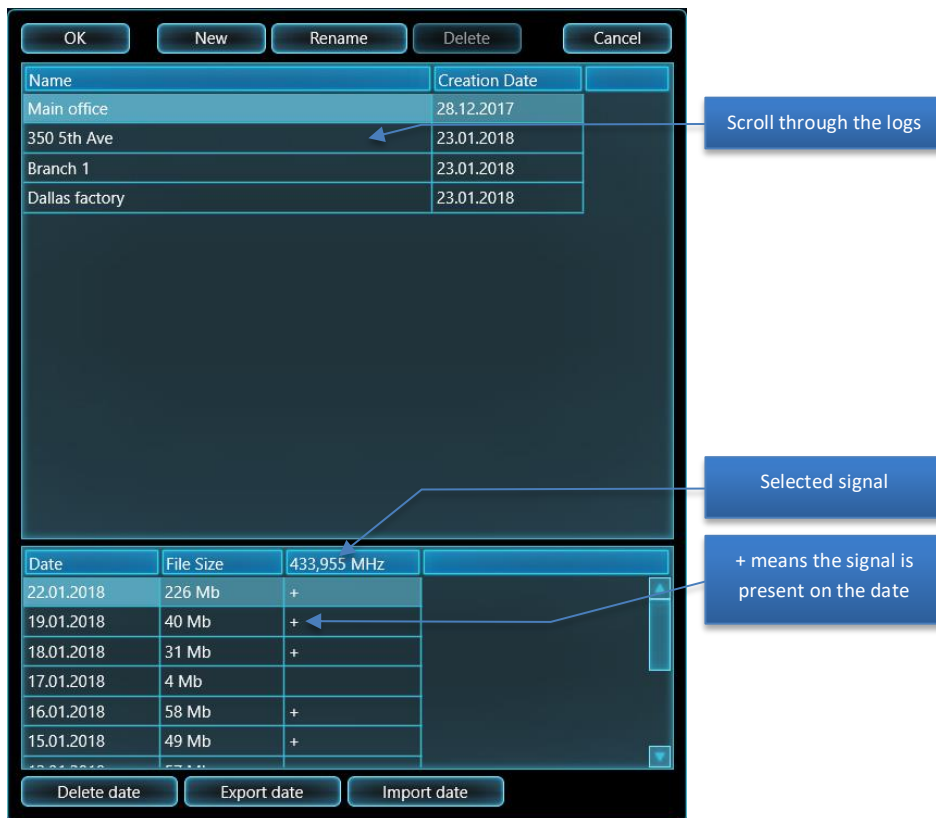 OK New Rename Delete Cancel
Name Creation Date
Main office 28.12.2017
350 5th Ave 23.01.2018
Branch 1 23.01.2018
Dallas factory 23.01.2018
Scroll through the logs
Selected signal
+ means the signal is
present on the date
Date File Size 433,955 MHz
22.01.2018 226 Mb +
19.01.2018 40 Mb +
18.01.2018 31 Mb +
17.01.2018 4 Mb
16.01.2018 58 Mb +
15.01.2018 49 Mb +
Delete date Export date Import date